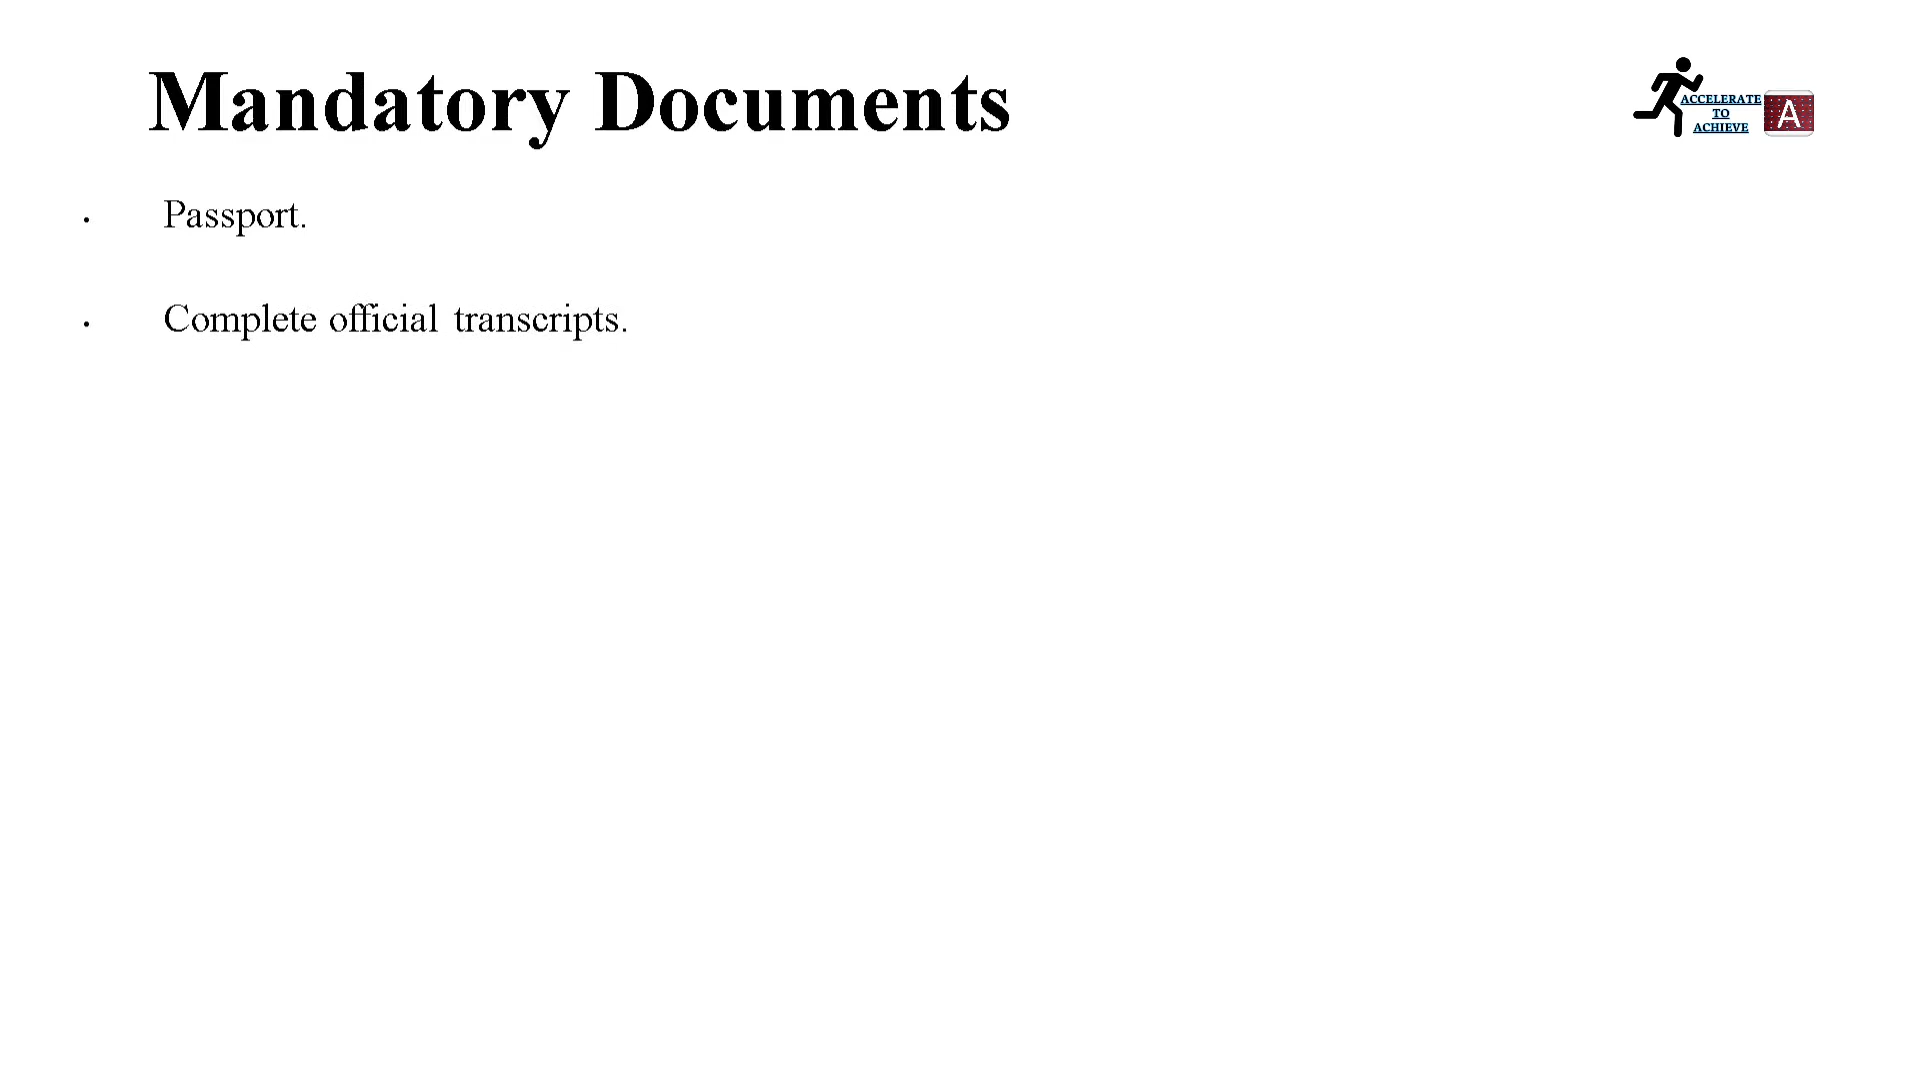 Mandatory Documents
ACCELERATE
TO
ACHIEVE
A
• Passport.
• Complete official transcripts.